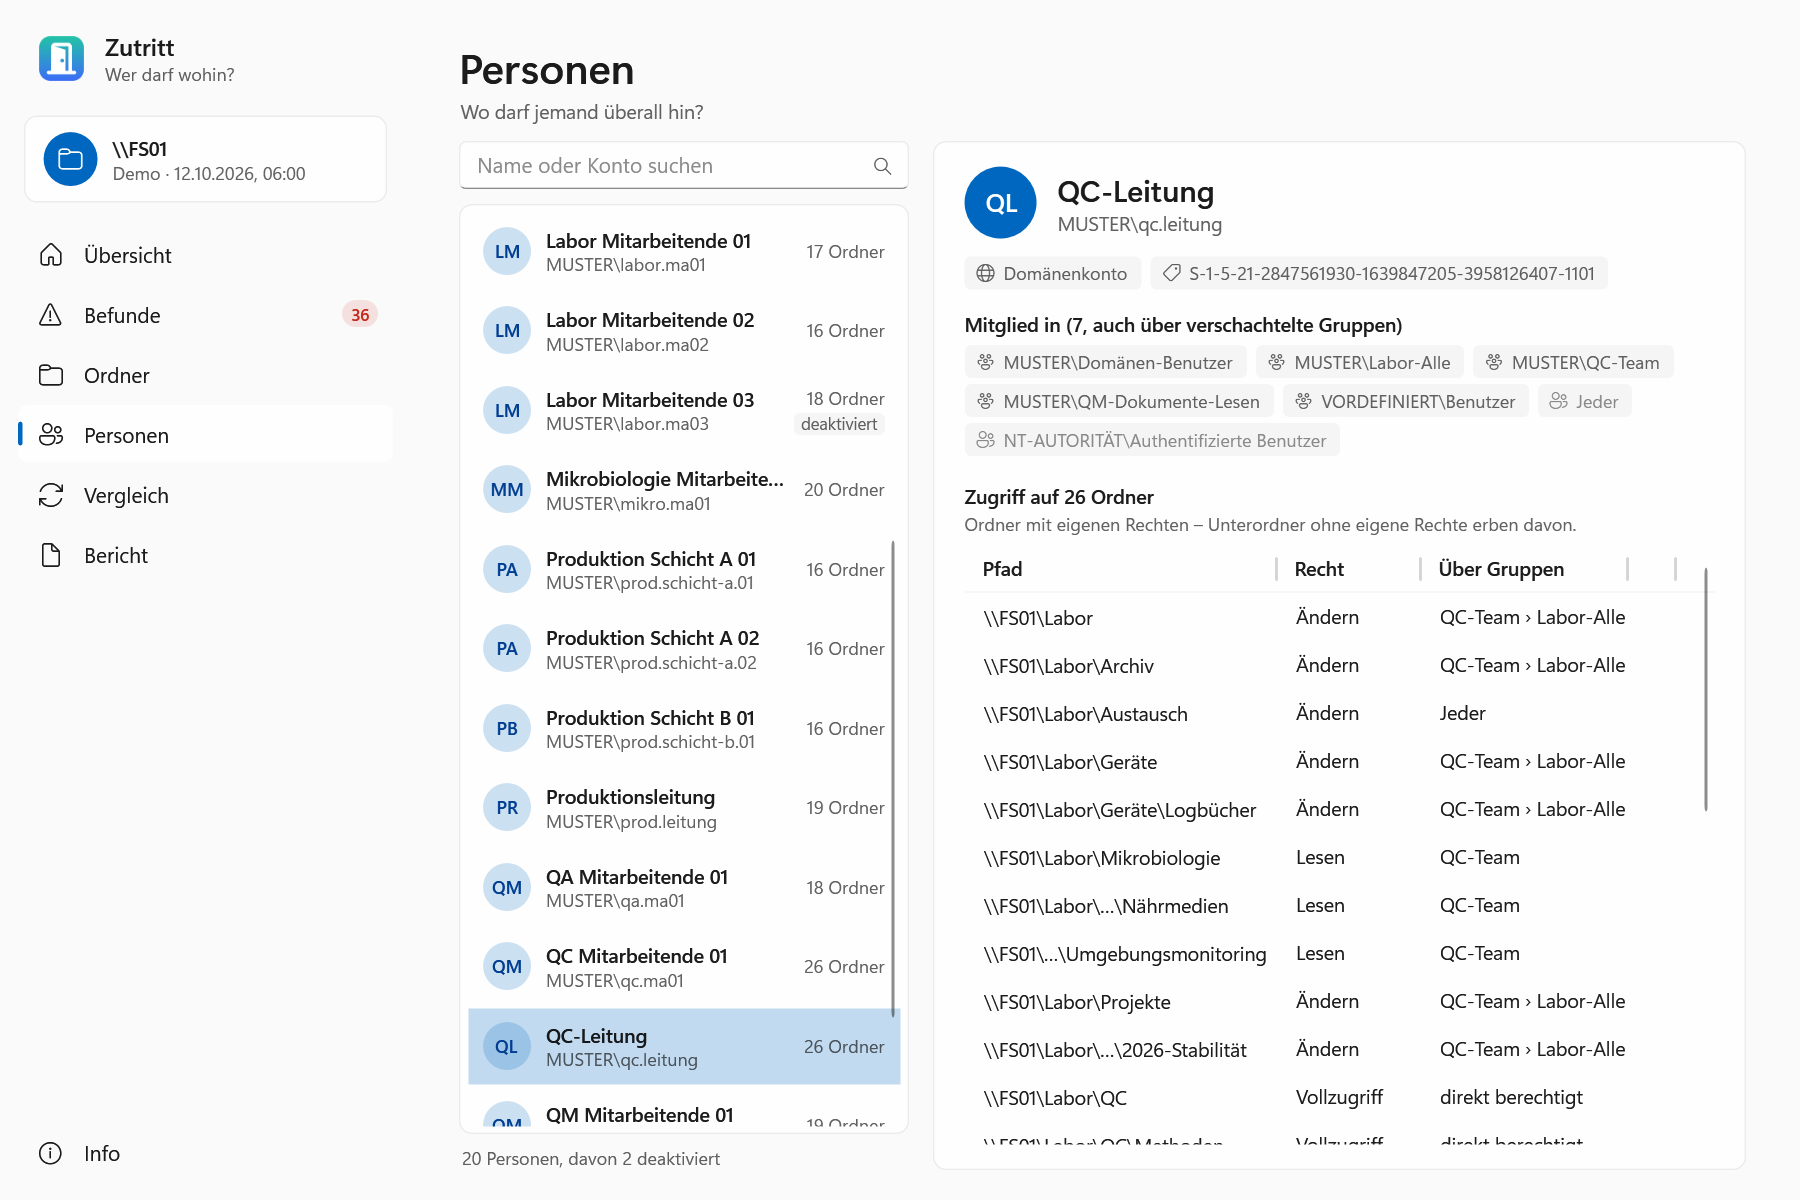 Zutritt
Wer darf wohin?
\\FS01
Demo · 12.10.2026, 06:00
Übersicht
Befunde 36
Ordner
Personen
Vergleich
Bericht
Info
Personen
Wo darf jemand überall hin?
Name oder Konto suchen
LM Labor Mitarbeitende 01 17 Ordner
MUSTER\labor.ma01
LM Labor Mitarbeitende 02 16 Ordner
MUSTER\labor.ma02
LM Labor Mitarbeitende 03 18 Ordner
MUSTER\labor.ma03 deaktiviert
MM Mikrobiologie Mitarbeite... 20 Ordner
MUSTER\mikro.ma01
PA Produktion Schicht A 01 16 Ordner
MUSTER\prod.schicht-a.01
PA Produktion Schicht A 02 16 Ordner
MUSTER\prod.schicht-a.02
PB Produktion Schicht B 01 16 Ordner
MUSTER\prod.schicht-b.01
PR Produktionsleitung 19 Ordner
MUSTER\prod.leitung
QM QA Mitarbeitende 01 18 Ordner
MUSTER\qa.ma01
QM QC Mitarbeitende 01 26 Ordner
MUSTER\qc.ma01
QL QC-Leitung 26 Ordner
MUSTER\qc.leitung
QM QM Mitarbeitende 01 19 Ordner
20 Personen, davon 2 deaktiviert
QL QC-Leitung
MUSTER\qc.leitung
Domänenkonto S-1-5-21-2847561930-1639847205-3958126407-1101
Mitglied in (7, auch über verschachtelte Gruppen)
MUSTER\Domänen-Benutzer MUSTER\Labor-Alle MUSTER\QC-Team
MUSTER\QM-Dokumente-Lesen VORDEFINIERT\Benutzer Jeder
NT-AUTORITÄT\Authentifizierte Benutzer
Zugriff auf 26 Ordner
Ordner mit eigenen Rechten – Unterordner ohne eigene Rechte erben davon.
Pfad Recht Über Gruppen
\\FS01\Labor Ändern QC-Team › Labor-Alle
\\FS01\Labor\Archiv Ändern QC-Team › Labor-Alle
\\FS01\Labor\Austausch Ändern Jeder
\\FS01\Labor\Geräte Ändern QC-Team › Labor-Alle
\\FS01\Labor\Geräte\Logbücher Ändern QC-Team › Labor-Alle
\\FS01\Labor\Mikrobiologie Lesen QC-Team
\\FS01\Labor\...\Nährmedien Lesen QC-Team
\\FS01\...\Umgebungsmonitoring Lesen QC-Team
\\FS01\Labor\Projekte Ändern QC-Team › Labor-Alle
\\FS01\Labor\...\2026-Stabilität Ändern QC-Team › Labor-Alle
\\FS01\Labor\QC Vollzugriff direkt berechtigt
\\FS01\Labor\QC\Methoden Vollzugriff direkt berechtigt